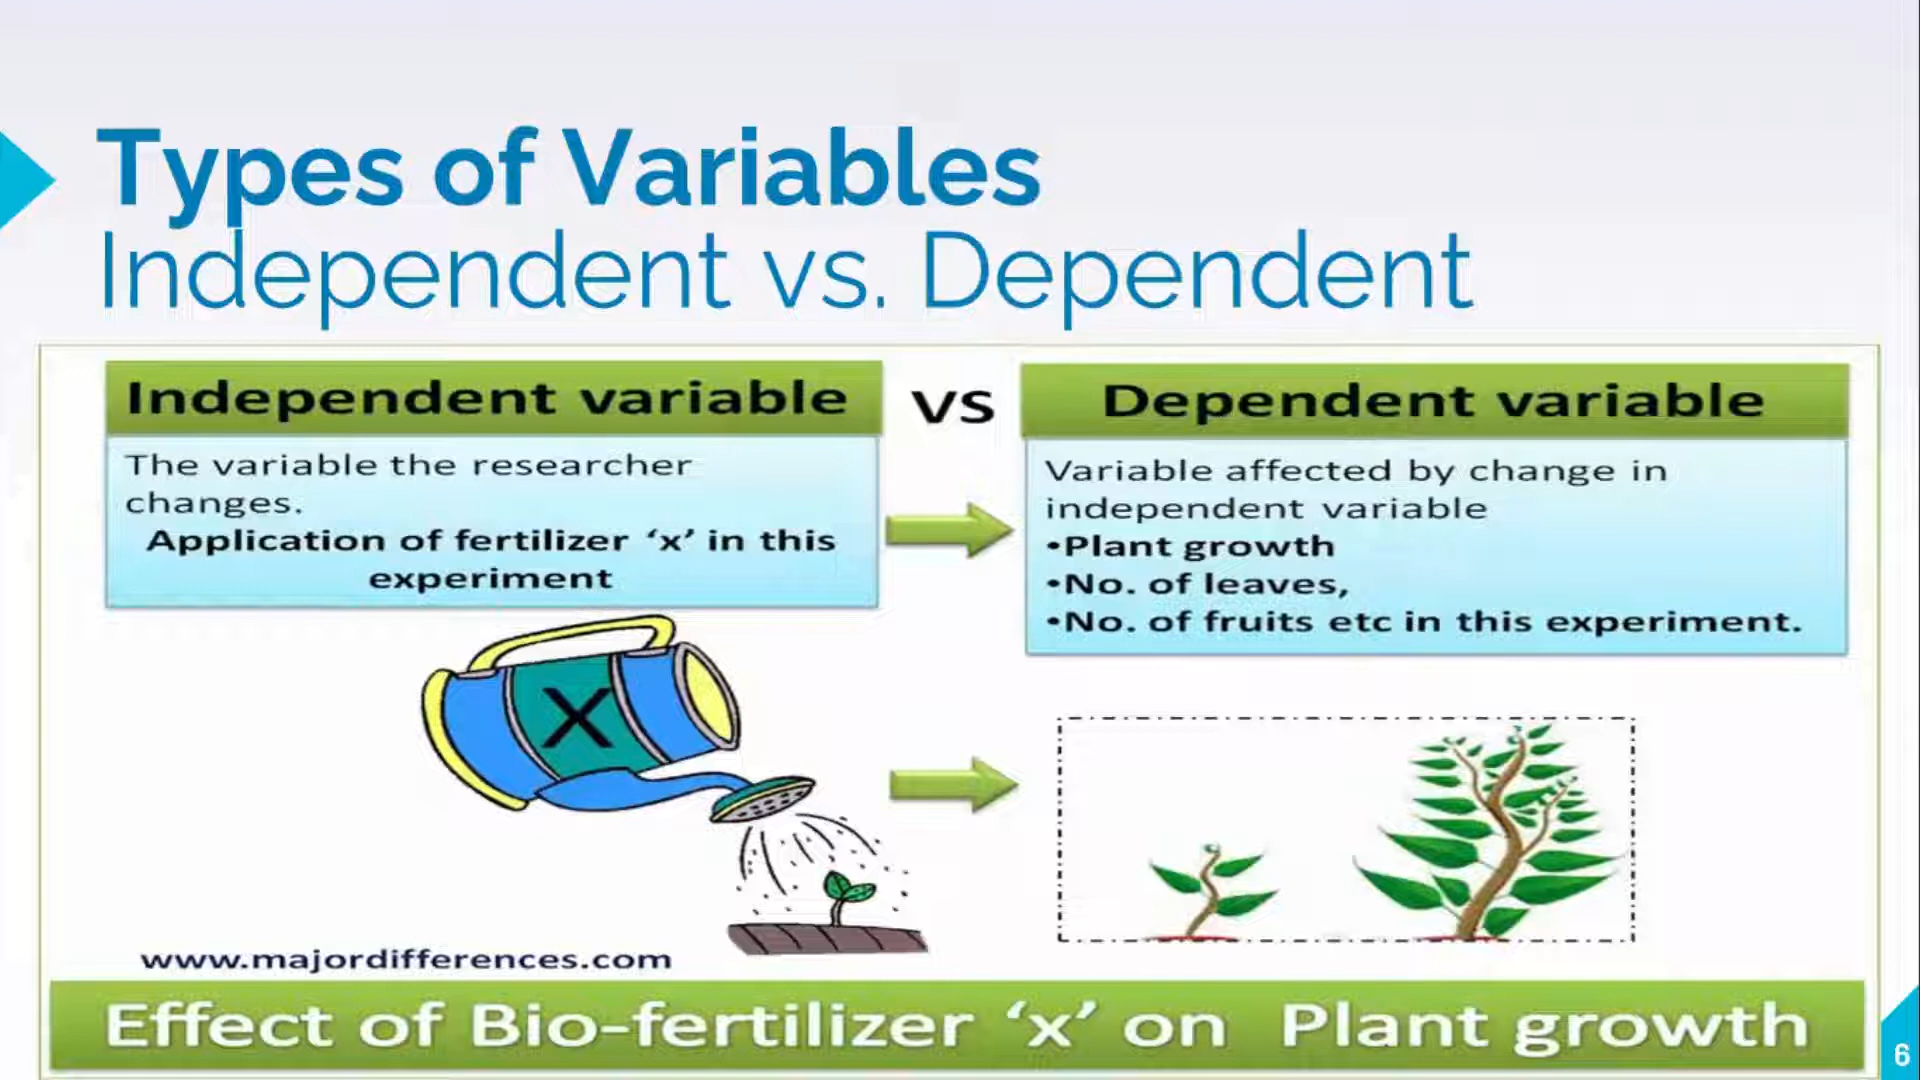 Types of Variables
Independent vs. Dependent
Independent variable
vs
Dependent variable
The variable the researcher
changes.
Application of fertilizer ‘x’ in this
experiment
Variable affected by change in
independent variable
•Plant growth
•No. of leaves,
•No. of fruits etc in this experiment.
X
www.majordifferences.com
Effect of Bio-fertilizer ‘x’ on Plant growth
6